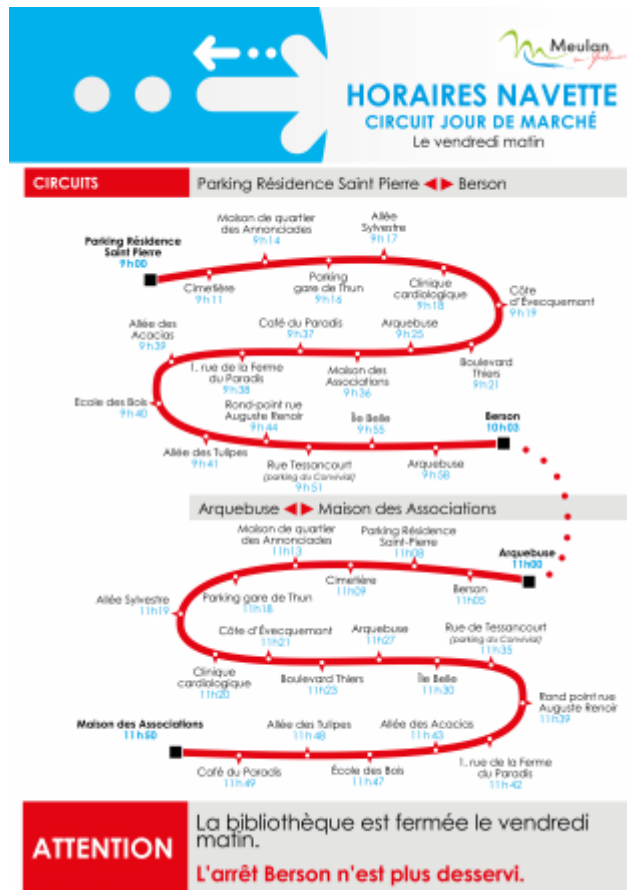 Meulan
HORAIRES NAVETTE
CIRCUIT JOUR DE MARCHÉ
Le vendredi matin
CIRCUITS
Parking Résidence Saint Pierre ◀▶ Berson
Parking Résidence
Saint Pierre
9h00
Cimetière
9h11
Maison de quartier
des Annonciades
9h14
Parking
gare de Thun
9h16
Allée
Sylvestre
9h17
Clinique
cardiologique
9h18
Côte
d'Évecquemont
9h19
Boulevard
Thiers
9h21
Arquebuse
9h25
Maison des
Associations
9h36
Café du Paradis
9h37
1, rue de la Ferme
du Paradis
9h38
Allée des
Acacias
9h39
Ecole des Bois
9h40
Allée des Tulipes
9h41
Rond-point rue
Auguste Renoir
9h44
Rue Tessancourt
(parking du Convivial)
9h51
Île Belle
9h55
Arquebuse
9h58
Berson
10h03
Arquebuse ◀▶ Maison des Associations
Arquebuse
11h00
Berson
11h05
Parking Résidence
Saint-Pierre
11h08
Cimetière
11h09
Maison de quartier
des Annonciades
11h13
Parking gare de Thun
11h18
Allée Sylvestre
11h19
Clinique
cardiologique
11h20
Côte d'Évecquemont
11h21
Boulevard Thiers
11h23
Arquebuse
11h27
Île Belle
11h30
Rue de Tessancourt
(parking du Convivial)
11h35
Rond point rue
Auguste Renoir
11h39
1, rue de la Ferme
du Paradis
11h42
Allée des Acacias
11h43
École des Bois
11h47
Allée des Tulipes
11h48
Café du Paradis
11h49
Maison des Associations
11h50
ATTENTION
La bibliothèque est fermée le vendredi
matin.
L'arrêt Berson n'est plus desservi.